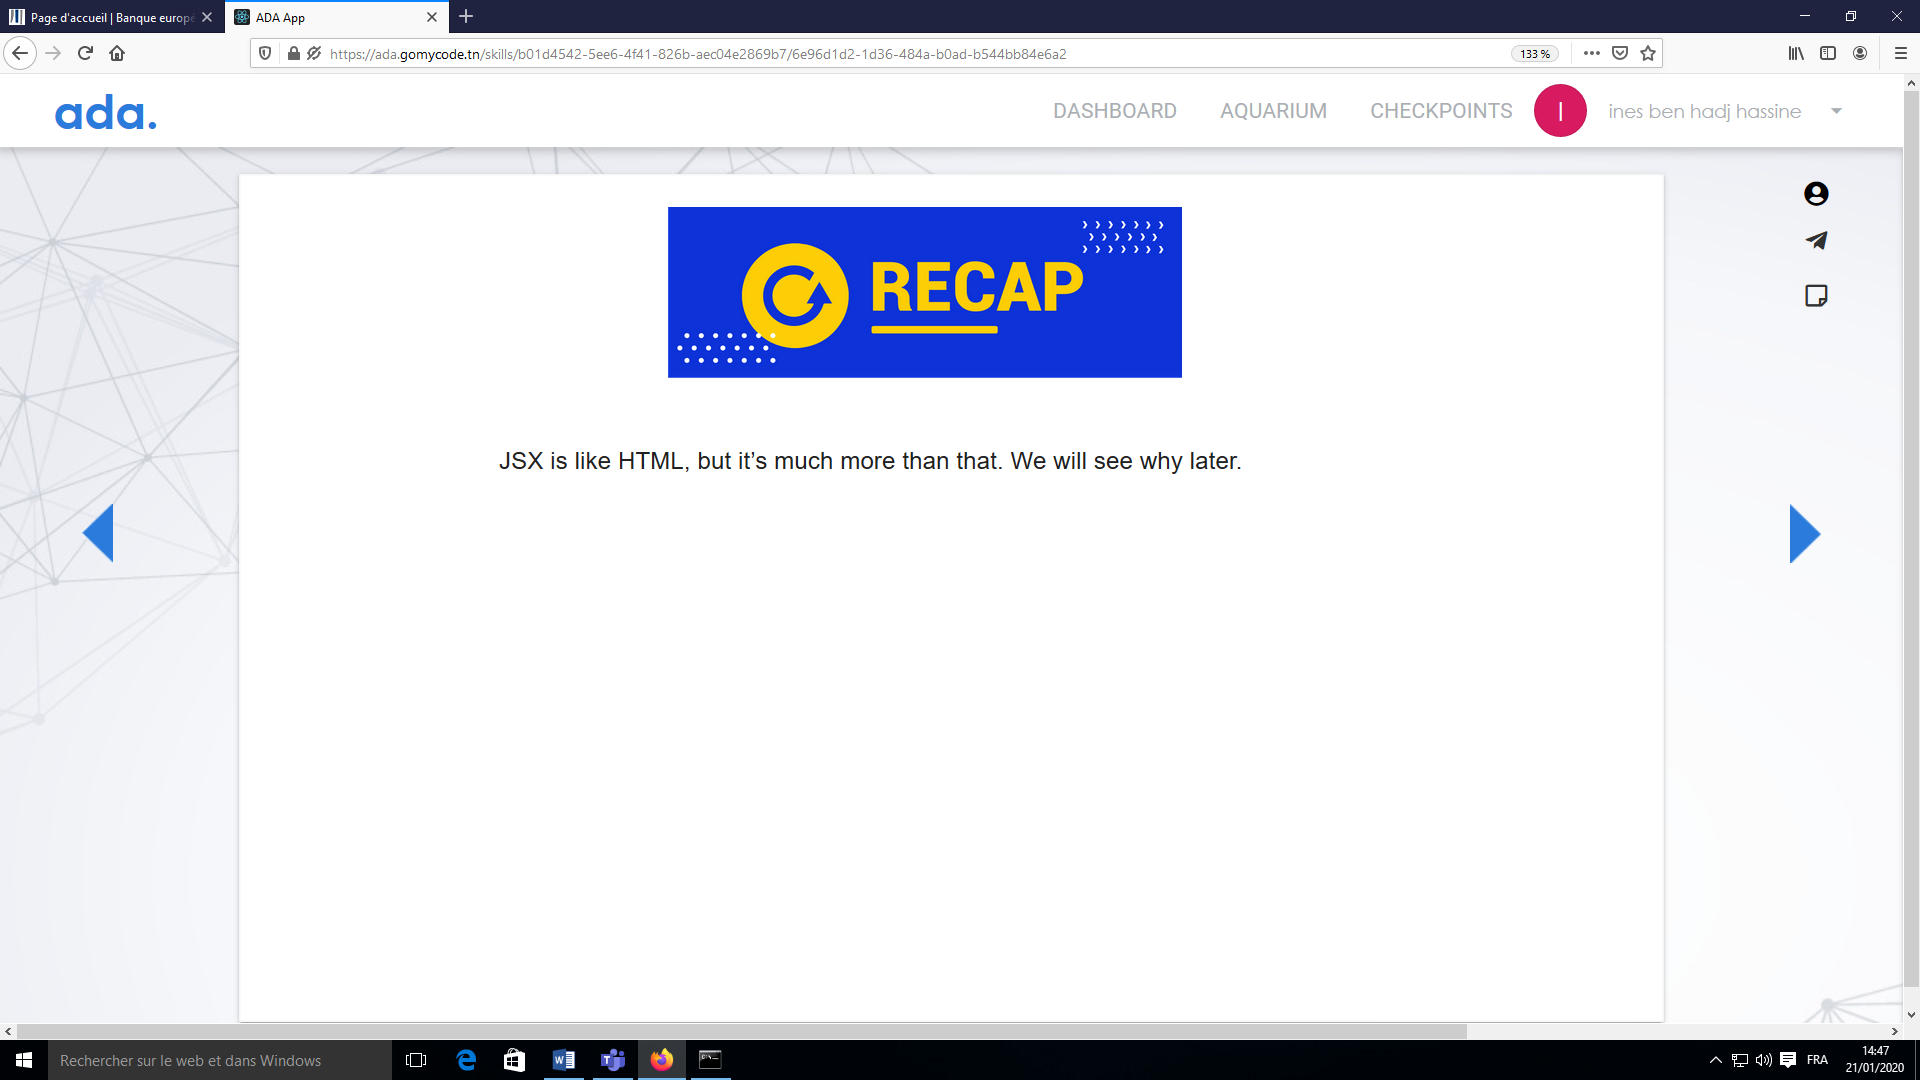 Page d'accueil | Banque europé
ADA App
https://ada.gomycode.tn/skills/b01d4542-5ee6-4f41-826b-aec04e2869b7/6e96d1d2-1d36-484a-b0ad-b544bb84e6a2
133 %
ada.
DASHBOARD
AQUARIUM
CHECKPOINTS
I
ines ben hadj hassine
RECAP
JSX is like HTML, but it’s much more than that. We will see why later.
Rechercher sur le web et dans Windows
FRA
14:47
21/01/2020